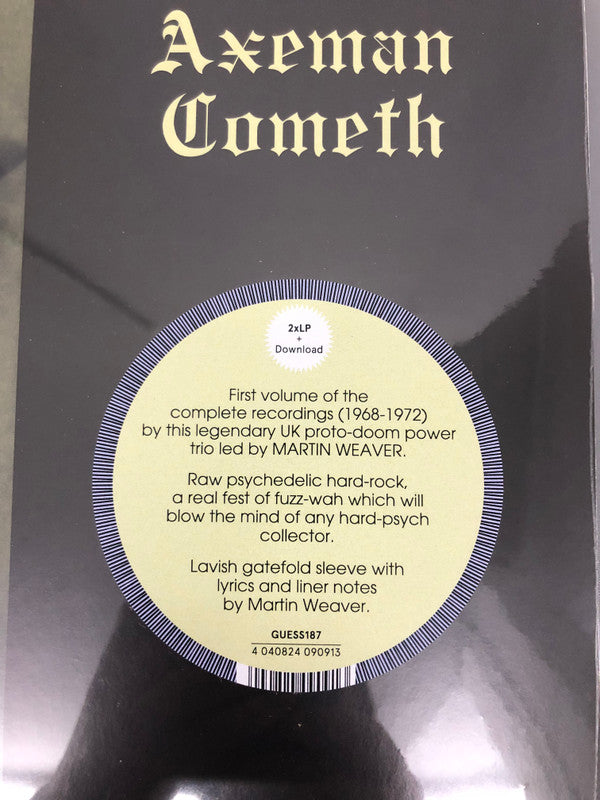 Axeman
Cometh
2xLP
+
Download
First volume of the
complete recordings (1968-1972)
by this legendary UK proto-doom power
trio led by MARTIN WEAVER.
Raw psychedelic hard-rock,
a real fest of fuzz-wah which will
blow the mind of any hard-psych
collector.
Lavish gatefold sleeve with
lyrics and liner notes
by Martin Weaver.
GUESS187
4 040824 090913